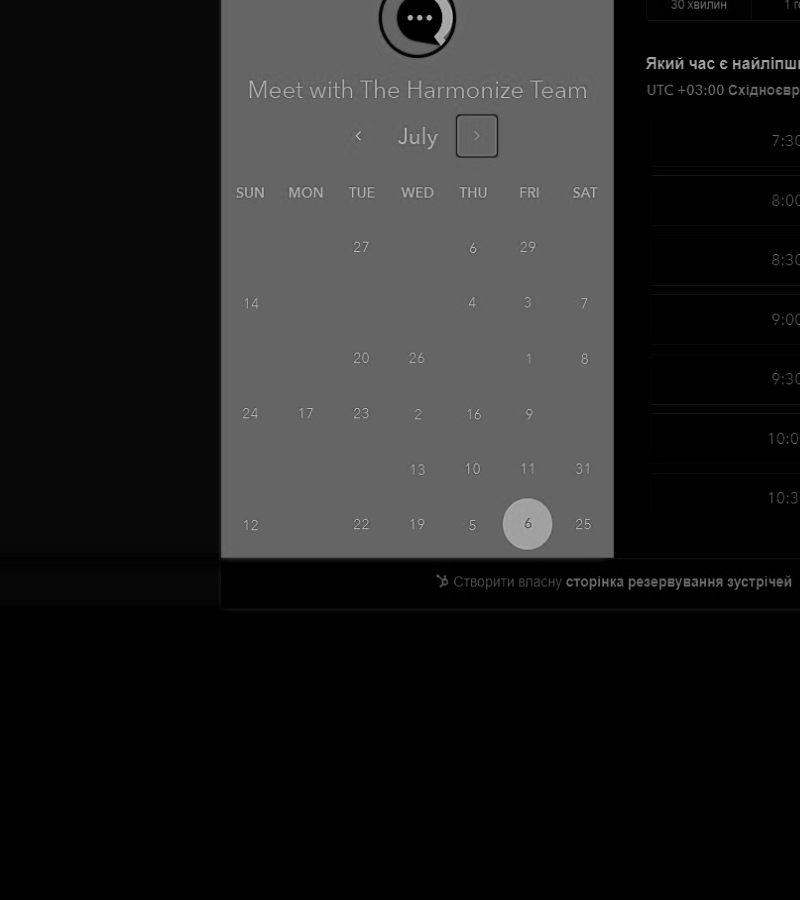 30 хвилин 1 г
Meet with The Harmonize Team
July
SUN MON TUE WED THU FRI SAT
27 6 29
14 4 3 7
20 26 1 8
24 17 23 2 16 9
13 10 11 31
12 22 19 5 6 25
Який час є найліпш
UTC +03:00 Східноєвр
7:30
8:00
8:30
9:00
9:30
10:0
10:3
Створити власну сторінка резервування зустрічей